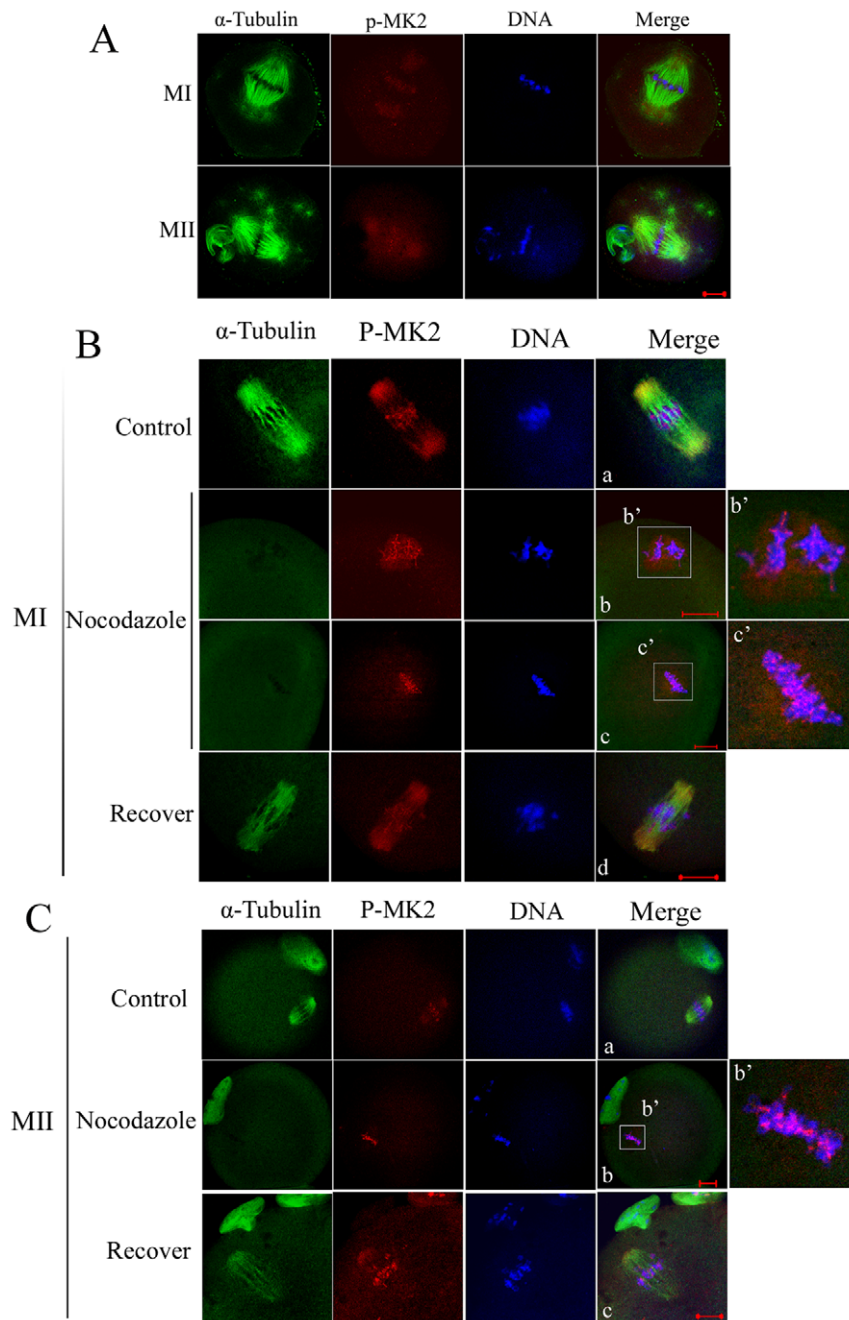 A
α-Tubulin p-MK2 DNA Merge
MI
MII
B
α-Tubulin P-MK2 DNA Merge
Control
a
b' b'
Nocodazole
b
c' c'
c
MI
Recover
d
C
α-Tubulin P-MK2 DNA Merge
Control
a
MII
Nocodazole
b' b'
b
Recover
c